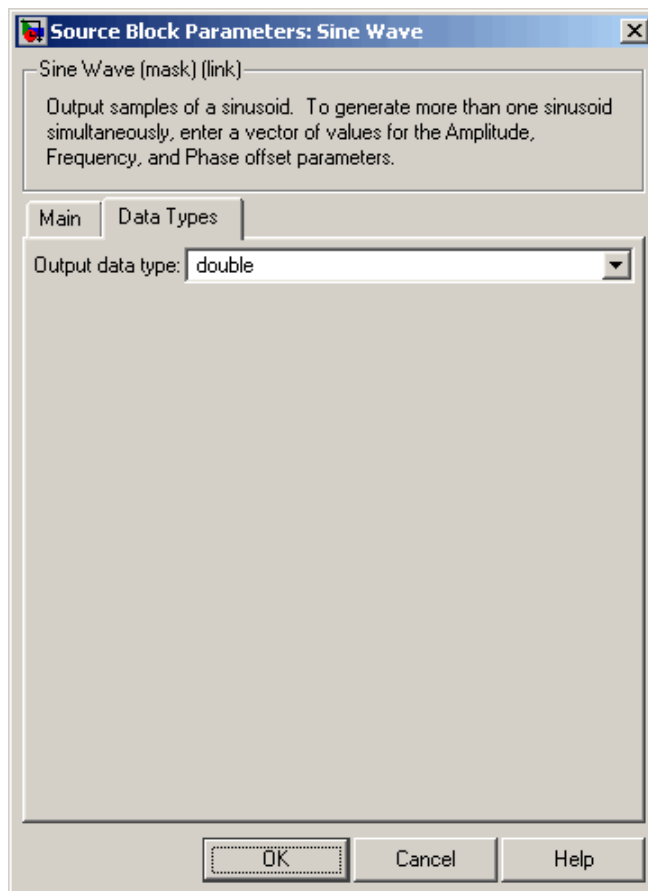 Source Block Parameters: Sine Wave
Sine Wave (mask) (link)
Output samples of a sinusoid.  To generate more than one sinusoid
simultaneously, enter a vector of values for the Amplitude,
Frequency, and Phase offset parameters.
Main Data Types
Output data type: double
OK Cancel Help